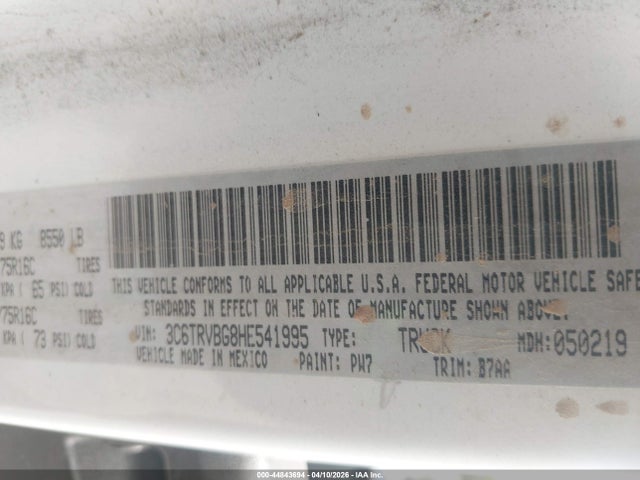 9 KG 8550 LB
75R16C TIRES
KPA ( 65 PSI) COLD
/75R16C TIRES
KPA ( 73 PSI) COLD
THIS VEHICLE CONFORMS TO ALL APPLICABLE U.S.A. FEDERAL MOTOR VEHICLE SAFE
STANDARDS IN EFFECT ON THE DATE OF MANUFACTURE SHOWN ABOVE.
VIN: 3C6TRVBG8HE541995 TYPE: TRUCK MDH: 050219
VEHICLE MADE IN MEXICO PAINT: PW7 TRIM: B7AA
000-44843694 - 04/10/2026 - IAA Inc.